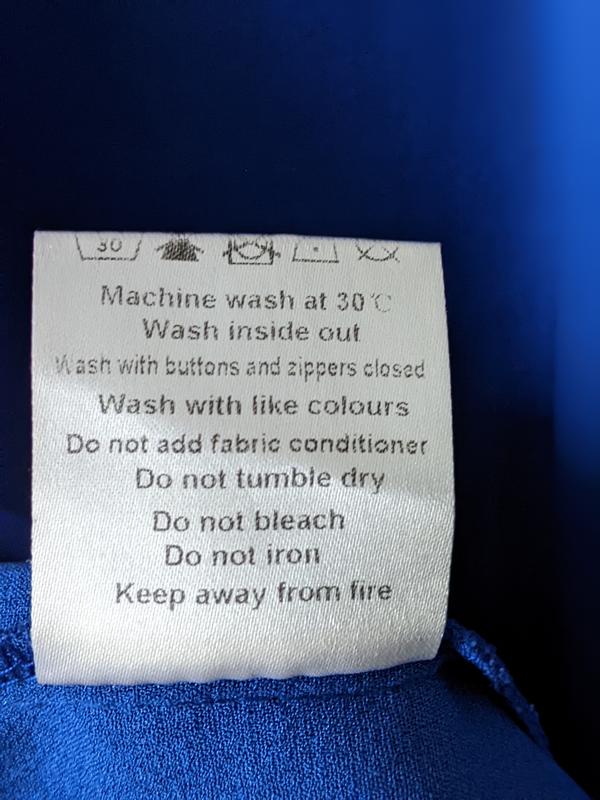 30
Machine wash at 30°C
Wash inside out
Wash with buttons and zippers closed
Wash with like colours
Do not add fabric conditioner
Do not tumble dry
Do not bleach
Do not iron
Keep away from fire